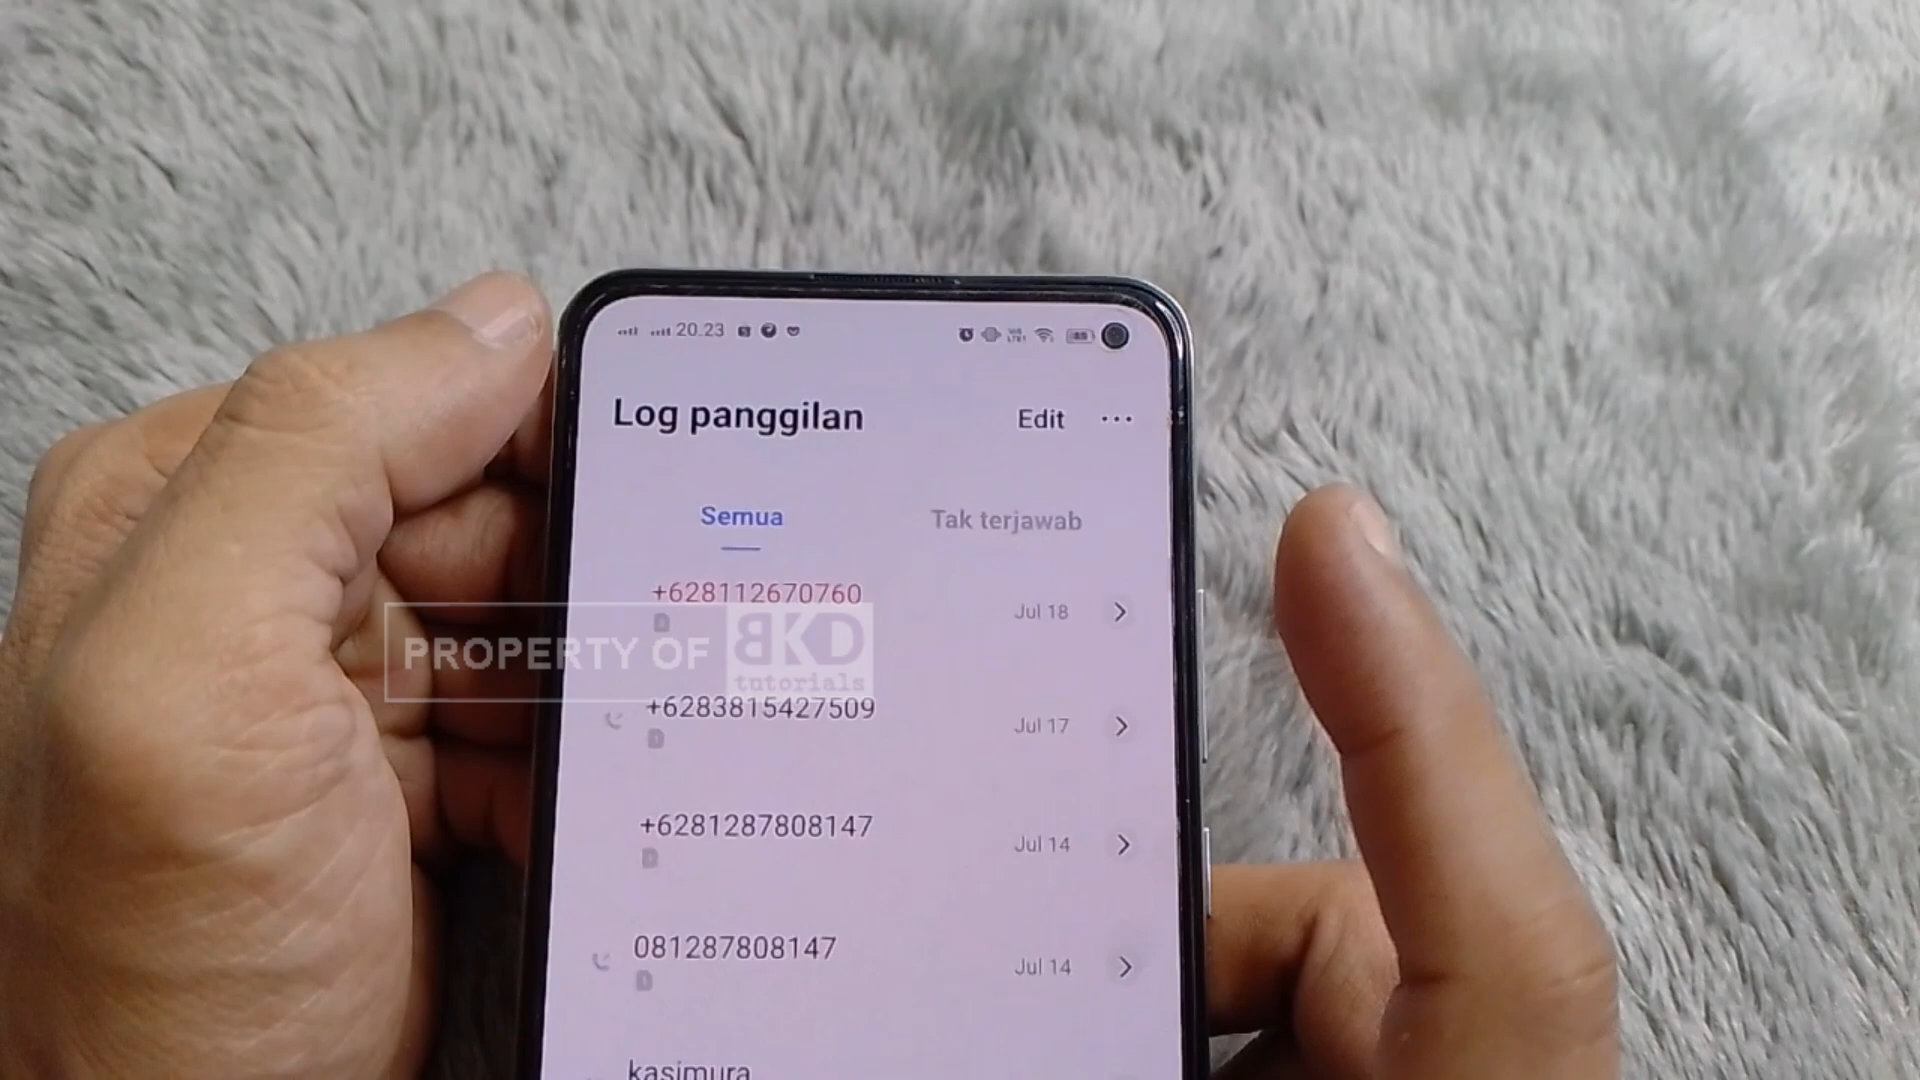 20.23
Log panggilan
Edit
Semua
Tak terjawab
+628112670760
Jul 18
PROPERTY OF BKD
tutorials
+6283815427509
Jul 17
+6281287808147
Jul 14
081287808147
Jul 14
kasimura